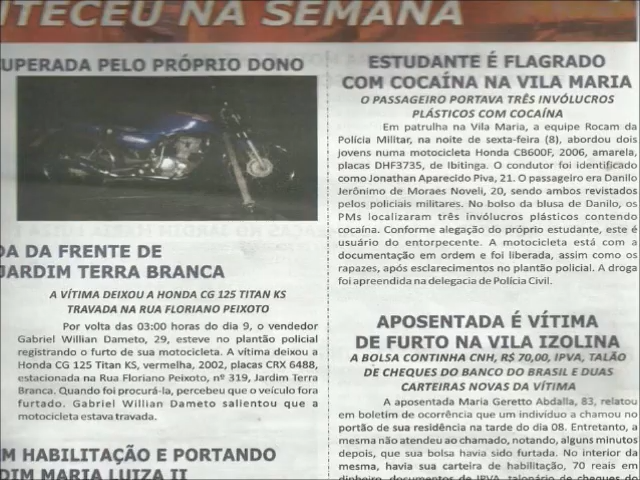 TECEU NA SEMANA
UPERADA PELO PRÓPRIO DONO
DA DA FRENTE DE
JARDIM TERRA BRANCA
A VÍTIMA DEIXOU A HONDA CG 125 TITAN KS
TRAVADA NA RUA FLORIANO PEIXOTO
Por volta das 03:00 horas do dia 9, o vendedor
Gabriel Willian Dameto, 29, esteve no plantão policial
registrando o furto de sua motocicleta. A vítima deixou a
Honda CG 125 Titan KS, vermelha, 2002, placas CRX 6488,
estacionada na Rua Floriano Peixoto, nº 319, Jardim Terra
Branca. Quando foi procurá-la, percebeu que o veículo fora
furtado. Gabriel Willian Dameto salientou que a
motocicleta estava travada.
M HABILITAÇÃO E PORTANDO
DIM MARIA LUIZA II
ESTUDANTE É FLAGRADO
COM COCAÍNA NA VILA MARIA
O PASSAGEIRO PORTAVA TRÊS INVÓLUCROS
PLÁSTICOS COM COCAÍNA
Em patrulha na Vila Maria, a equipe Rocam da
Polícia Militar, na noite de sexta-feira (8), abordou dois
jovens numa motocicleta Honda CB600F, 2006, amarela,
placas DHF3735, de Ibitinga. O condutor foi identificado
como Jonathan Aparecido Piva, 21. O passageiro era Danilo
Jerônimo de Moraes Noveli, 20, sendo ambos revistados
pelos policiais militares. No bolso da blusa de Danilo, os
PMs localizaram três invólucros plásticos contendo
cocaína. Conforme alegação do próprio estudante, este é
usuário do entorpecente. A motocicleta está com a
documentação em ordem e foi liberada, assim como os
rapazes, após esclarecimentos no plantão policial. A droga
foi apreendida na delegacia de Polícia Civil.
APOSENTADA É VÍTIMA
DE FURTO NA VILA IZOLINA
A BOLSA CONTINHA CNH, R$ 70,00, IPVA, TALÃO
DE CHEQUES DO BANCO DO BRASIL E DUAS
CARTEIRAS NOVAS DA VÍTIMA
A aposentada Maria Geretto Abdalla, 83, relatou
em boletim de ocorrência que um indivíduo a chamou no
portão de sua residência na tarde do dia 08. Entretanto, a
mesma não atendeu ao chamado, notando, alguns minutos
depois, que sua bolsa havia sido furtada. No interior da
mesma, havia sua carteira de habilitação, 70 reais em
dinheiro, documentos de IPVA, talonário de cheques do